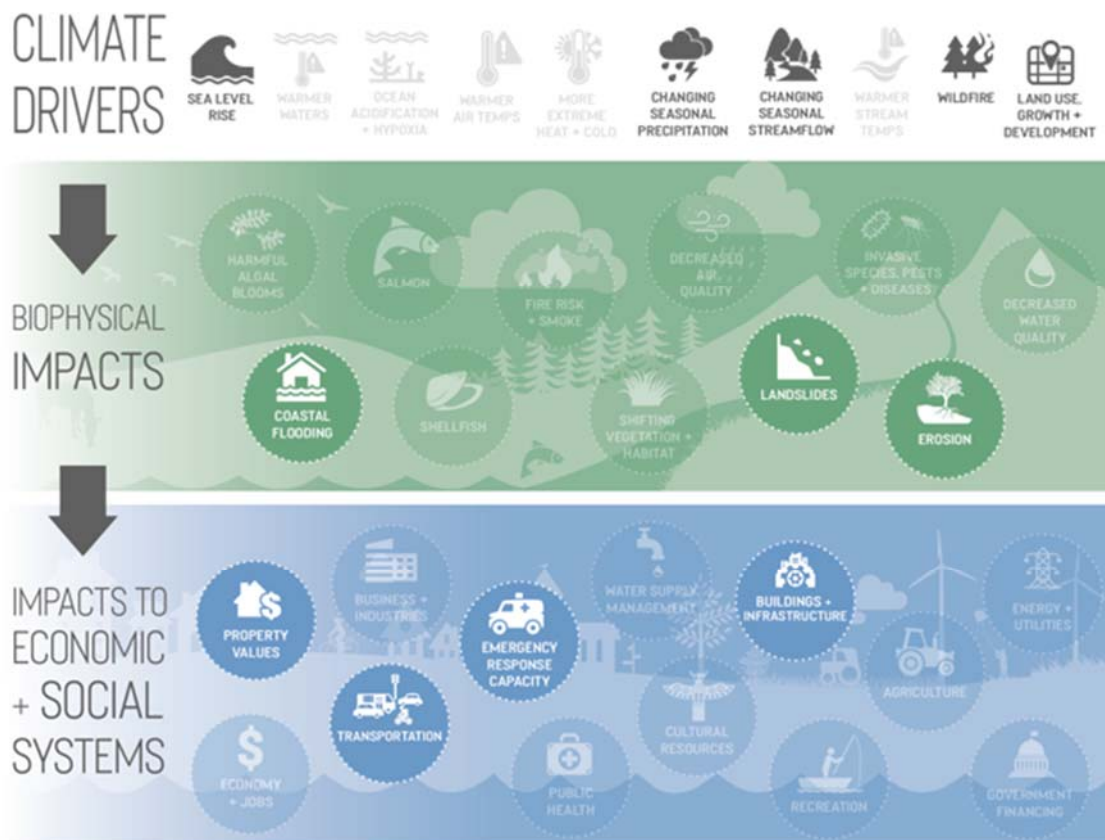 CLIMATE
DRIVERS
SEA LEVEL
RISE
WARMER
WATERS
OCEAN
ACIDIFICATION
+ HYPOXIA
WARMER
AIR TEMPS
MORE
EXTREME
HEAT + COLD
CHANGING
SEASONAL
PRECIPITATION
CHANGING
SEASONAL
STREAMFLOW
WARMER
STREAM
TEMPS
WILDFIRE
LAND USE,
GROWTH +
DEVELOPMENT
BIOPHYSICAL
IMPACTS
HARMFUL
ALGAL
BLOOMS
SALMON
FIRE RISK
+ SMOKE
DECREASED
AIR
QUALITY
INVASIVE
SPECIES, PESTS
+ DISEASES
DECREASED
WATER
QUALITY
COASTAL
FLOODING
SHELLFISH
SHIFTING
VEGETATION +
HABITAT
LANDSLIDES
EROSION
IMPACTS TO
ECONOMIC
+ SOCIAL
SYSTEMS
PROPERTY
VALUES
BUSINESS +
INDUSTRIES
EMERGENCY
RESPONSE
CAPACITY
WATER SUPPLY
MANAGEMENT
BUILDINGS +
INFRASTRUCTURE
ENERGY +
UTILITIES
TRANSPORTATION
AGRICULTURE
CULTURAL
RESOURCES
$
ECONOMY
+ JOBS
PUBLIC
HEALTH
RECREATION
GOVERNMENT
FINANCING